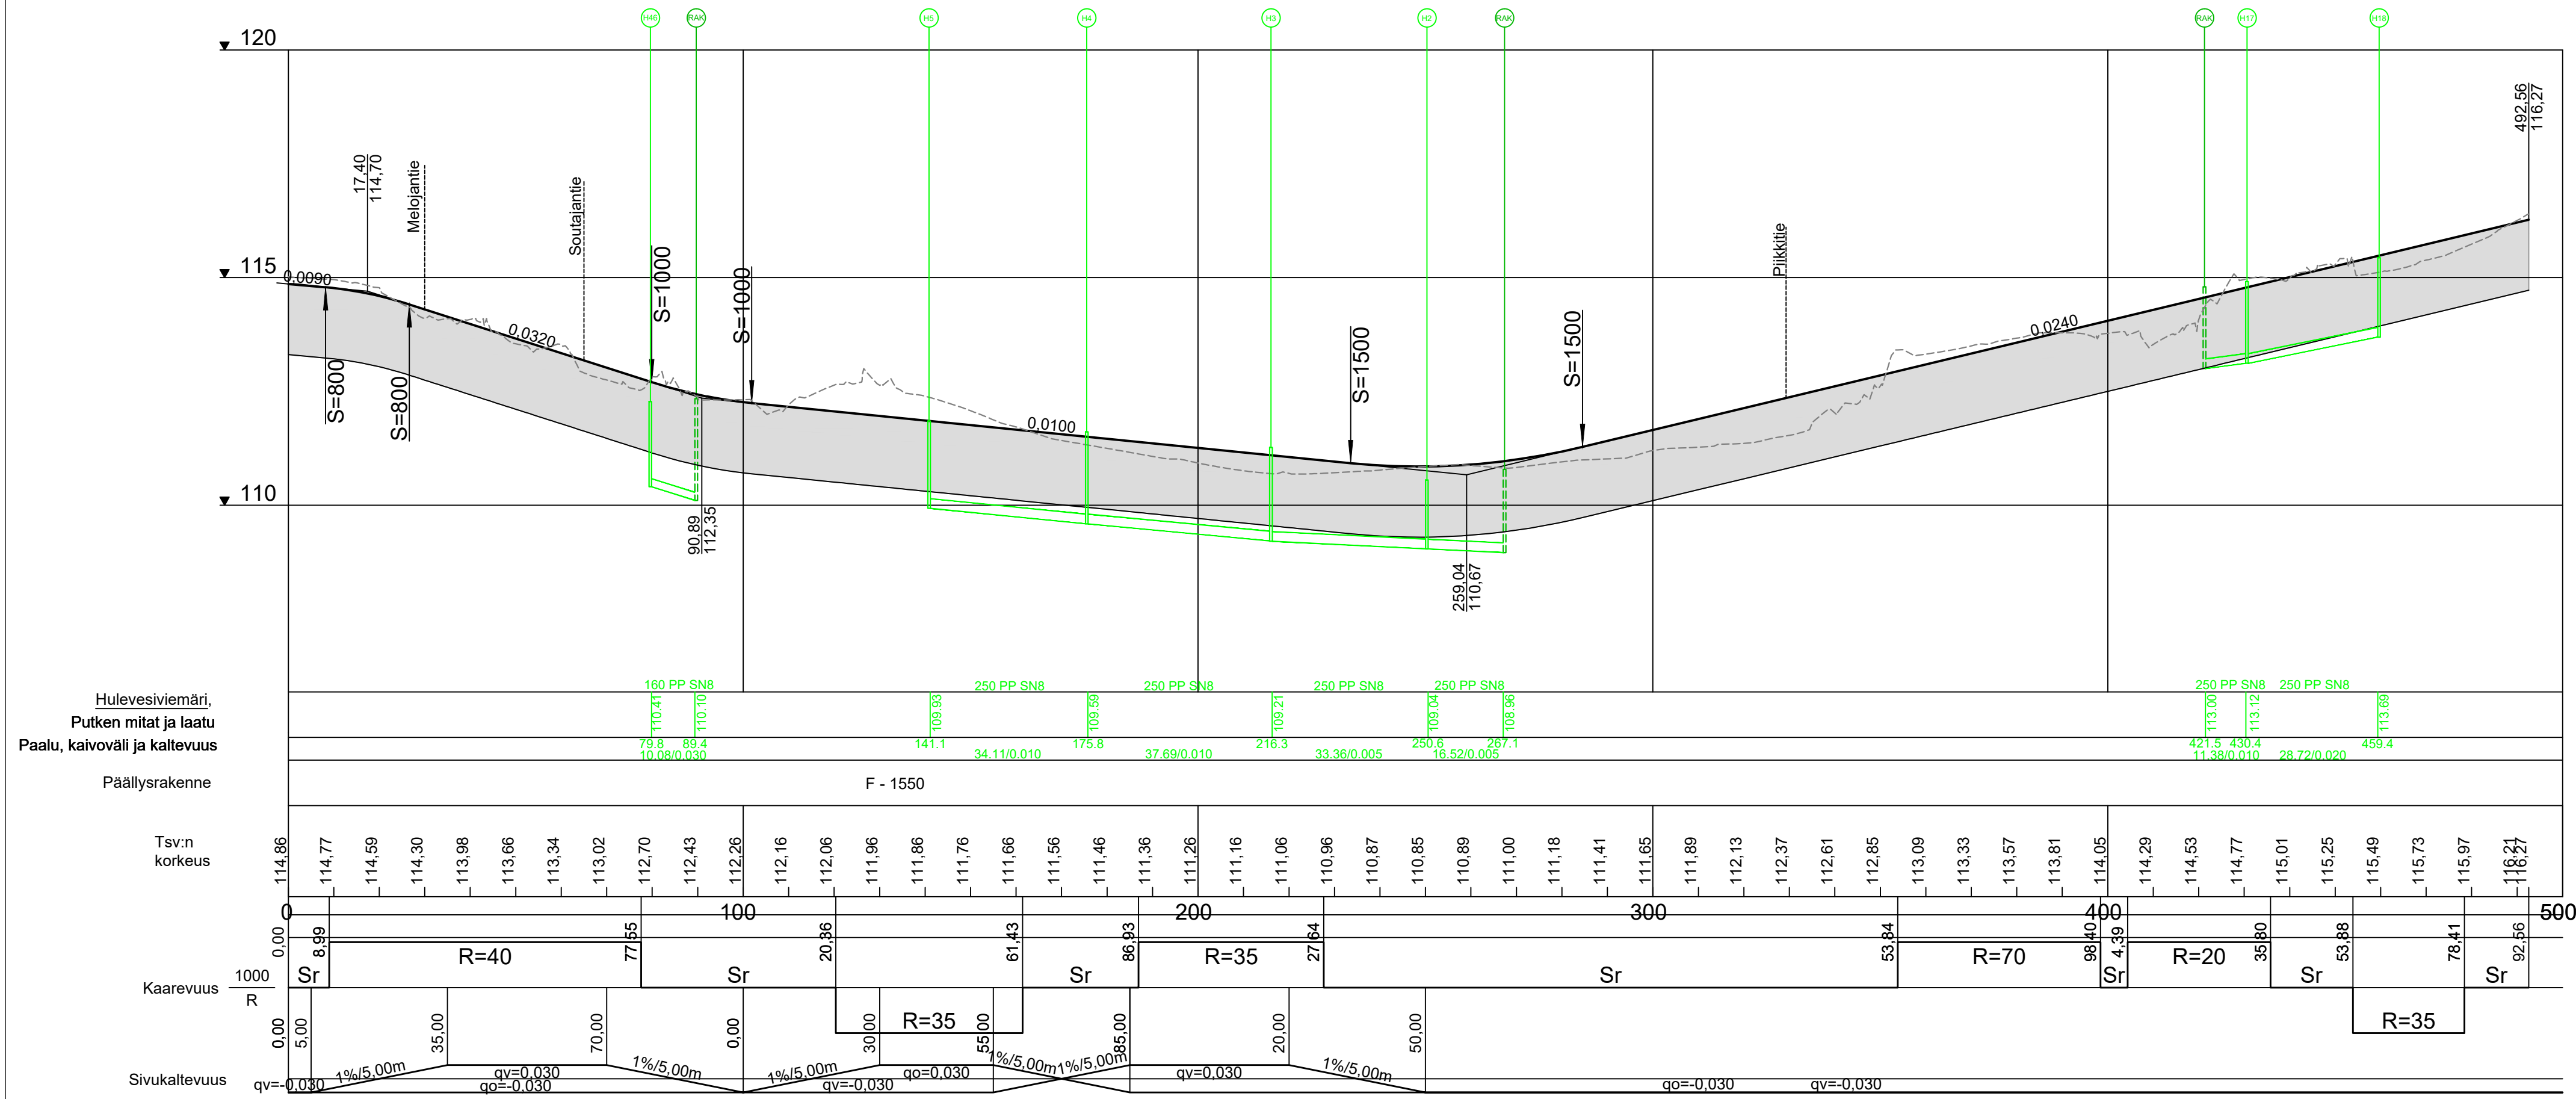 H46 RAK H5 H4 H3 H2 RAK RAK H17 H18
120
492,56
116,27
17,40
114,70
Melojantie
Soutajantie
Piikkitie
115
0,0090
S=1000
S=1000
0,0320
S=800
S=800
S=1500
S=1500
0,0240
0,0100
110
90,89
112,35
259,04
110,67
Hulevesiviemäri,
160 PP SN8 250 PP SN8 250 PP SN8 250 PP SN8 250 PP SN8 250 PP SN8 250 PP SN8
Putken mitat ja laatu
110.41 110.10 109.93 109.59 109.21 109.04 108.96 113.00 113.12 113.69
Paalu, kaivoväli ja kaltevuus
79.8 89.4 141.1 175.8 216.3 250.6 267.1 421.5 430.4 459.4
10.08/0.030 34.11/0.010 37.69/0.010 33.36/0.005 16.52/0.005 11.38/0.010 28.72/0.020
Päällysrakenne
F - 1550
Tsv:n
korkeus
114,86 114,77 114,59 114,30 113,98 113,66 113,34 113,02 112,70 112,43 112,26 112,16 112,06 111,96 111,86 111,76 111,66 111,56 111,46 111,36 111,26 111,16 111,06 110,96 110,87 110,85 110,89 111,00 111,18 111,41 111,65 111,89 112,13 112,37 112,61 112,85 113,09 113,33 113,57 113,81 114,05 114,29 114,53 114,77 115,01 115,25 115,49 115,73 115,97 116,21 116,27
0 100 200 300 400 500
0,00 8,99 77,55 20,36 61,43 86,93 27,64 53,84 98,40 4,39 35,80 53,88 78,41 92,56
Kaarevuus
1000
R
Sr R=40 Sr R=35 Sr R=35 Sr R=70 Sr R=20 Sr R=35 Sr
0,00 5,00 35,00 70,00 0,00 30,00 55,00 85,00 20,00 50,00
Sivukaltevuus
qv=-0,030 1%/5,00m qv=0,030 1%/5,00m 1%/5,00m qo=0,030 1%/5,00m 1%/5,00m qv=0,030 1%/5,00m
qo=-0,030 qv=-0,030 qo=-0,030 qv=-0,030